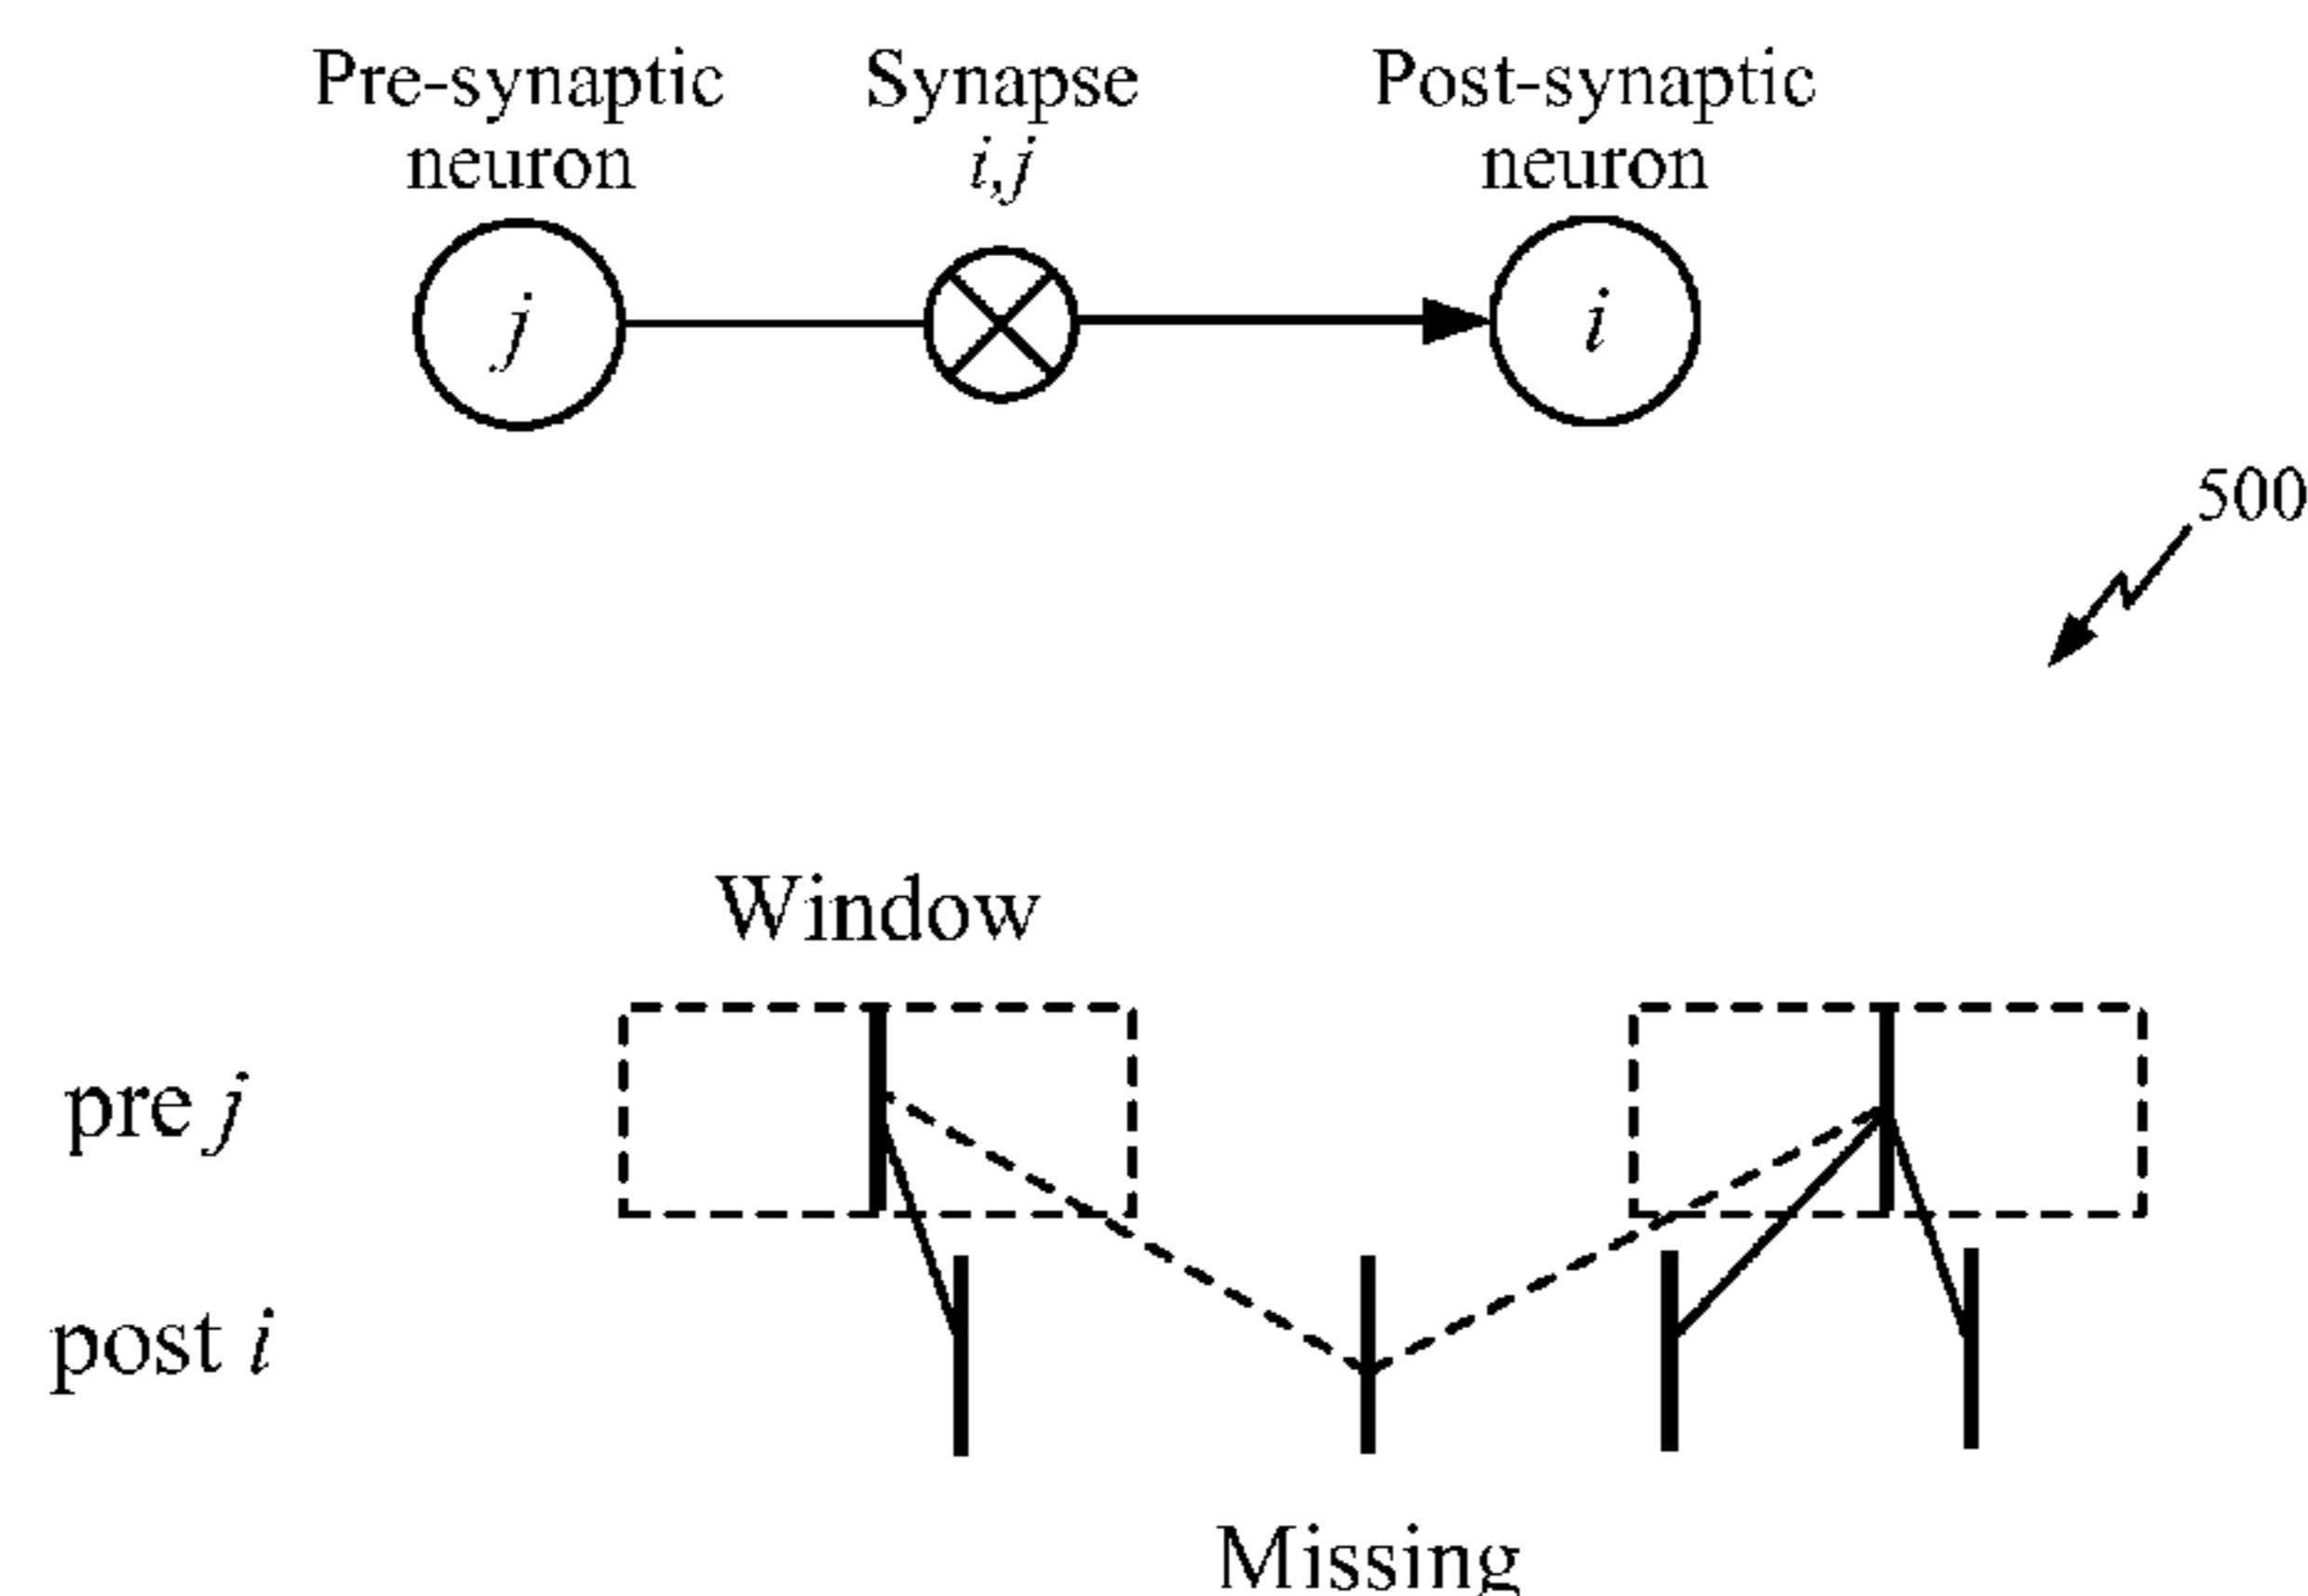 Pre-synaptic
neuron
Synapse
i,j
Post-synaptic
neuron
j
i
500
Window
pre j
post i
Missing